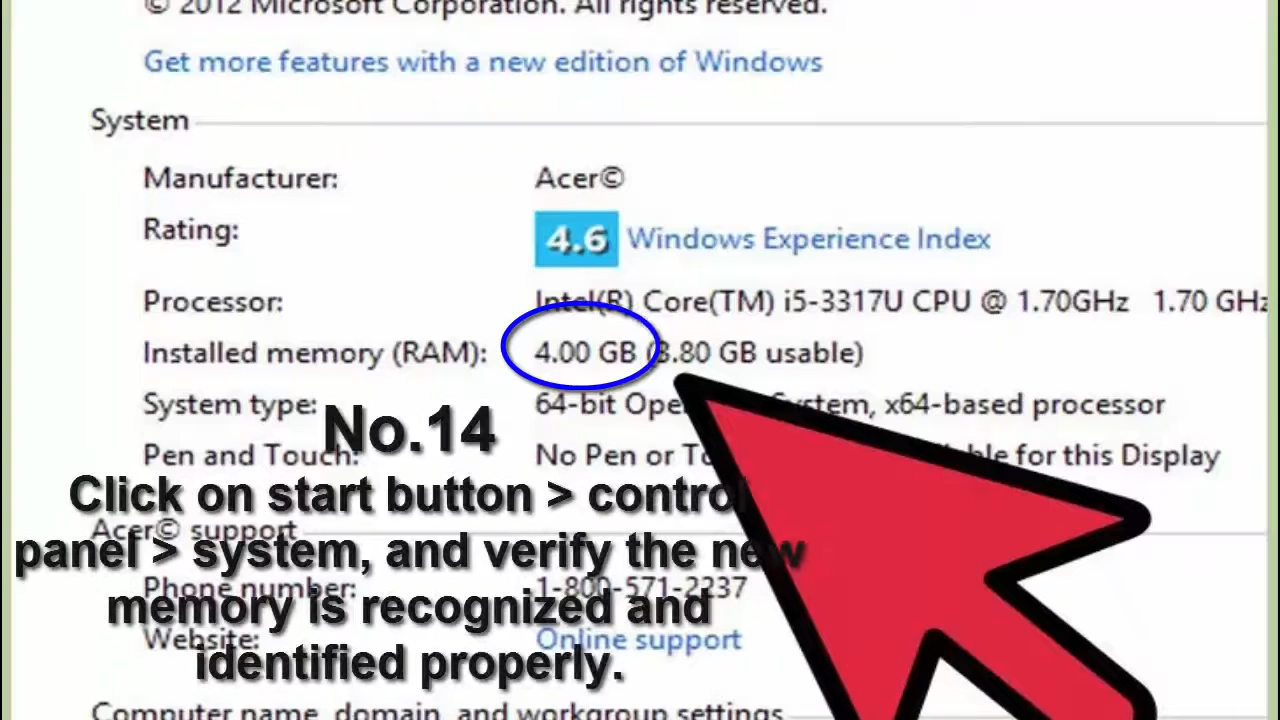 © 2012 Microsoft Corporation. All rights reserved.
Get more features with a new edition of Windows
System
Manufacturer: Acer©
Rating: 4.6 Windows Experience Index
Processor: Intel(R) Core(TM) i5-3317U CPU @ 1.70GHz 1.70 GHz
Installed memory (RAM): 4.00 GB (3.80 GB usable)
System type: 64-bit System, x64-based processor
No.14
Pen and Touch: No Pen or for this Display
Click on start button > control
Acer© support
panel > system, and verify the new
Phone number: 1-800-571-2237
memory is recognized and
Website: Online support
identified properly.
Computer name, domain, and workgroup settings